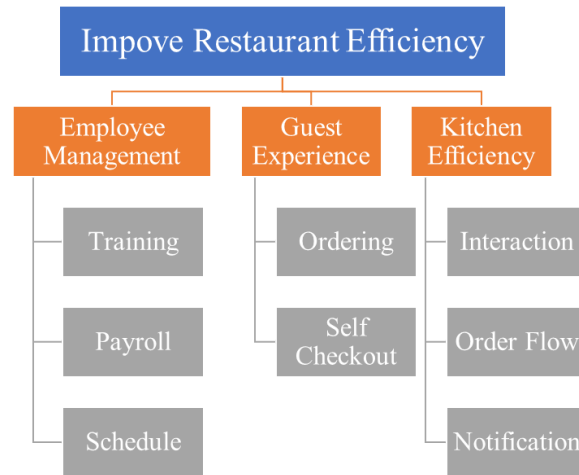 Impove Restaurant Efficiency
Employee
Management
Guest
Experience
Kitchen
Efficiency
Training
Ordering
Interaction
Payroll
Self
Checkout
Order Flow
Schedule
Notification